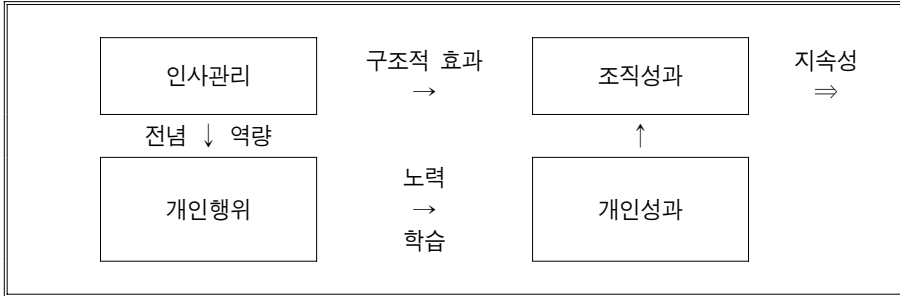 인사관리
구조적 효과
→
조직성과
지속성
⇒
전념 ↓ 역량
↑
개인행위
노력
→
학습
개인성과